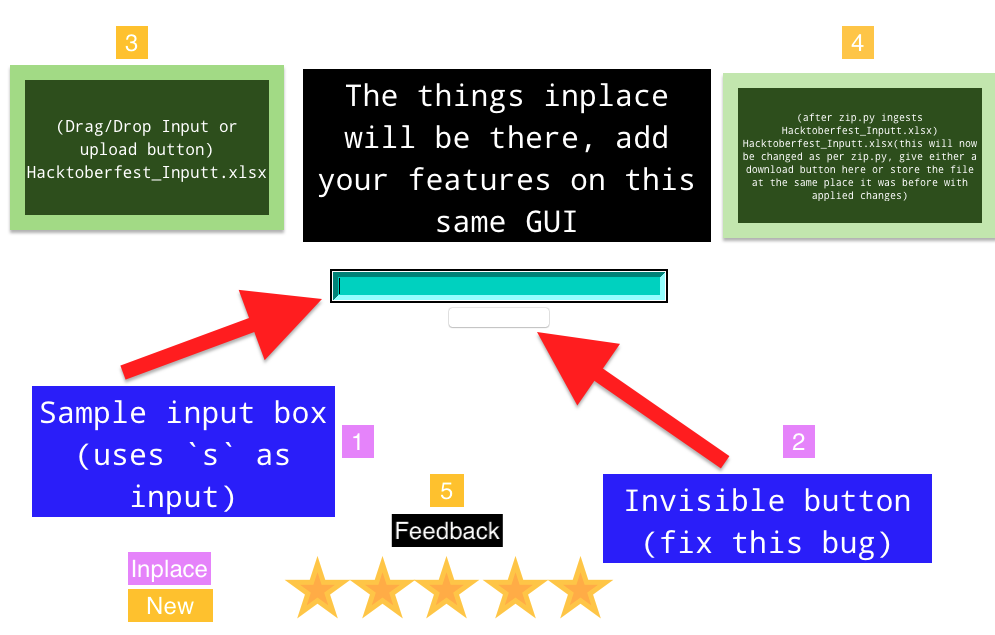 3
4
(Drag/Drop Input or
upload button)
Hacktoberfest_Inputt.xlsx
The things inplace
will be there, add
your features on this
same GUI
(after zip.py ingests
Hacktoberfest_Inputt.xlsx)
Hacktoberfest_Inputt.xlsx(this will now
be changed as per zip.py, give either a
download button here or store the file
at the same place it was before with
applied changes)
Sample input box
(uses `s` as
input)
1
2
Invisible button
(fix this bug)
5
Feedback
Inplace
New